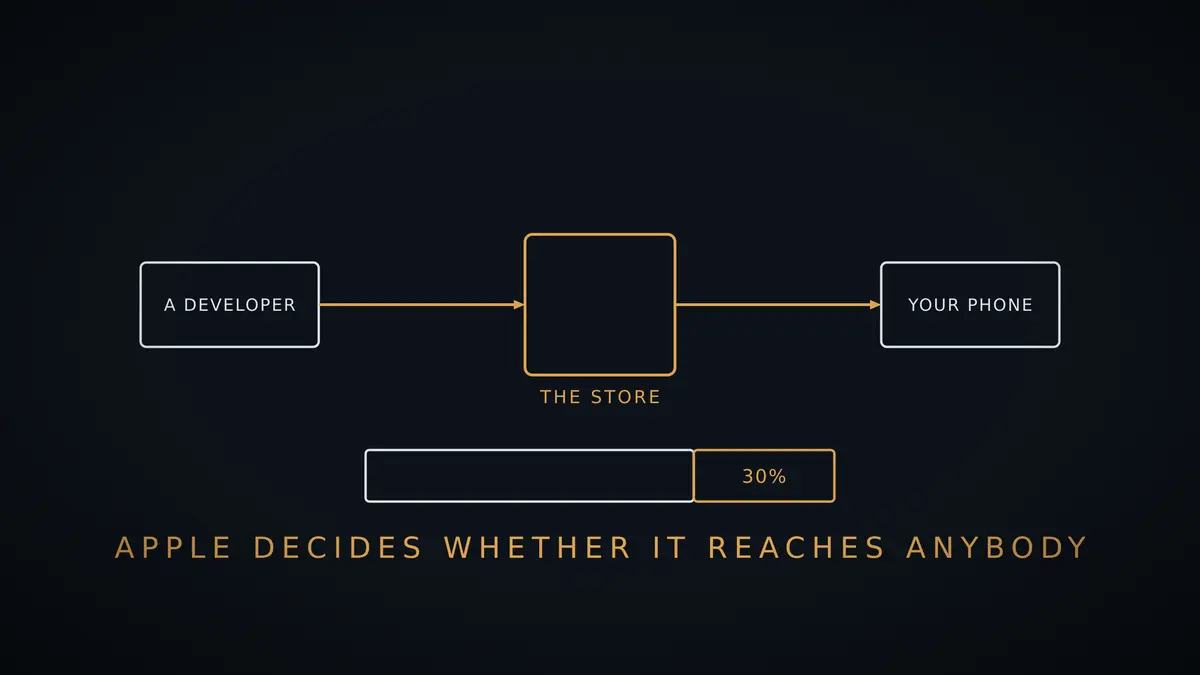 A DEVELOPER
YOUR PHONE
THE STORE
30%
APPLE DECIDES WHETHER IT REACHES ANYBODY